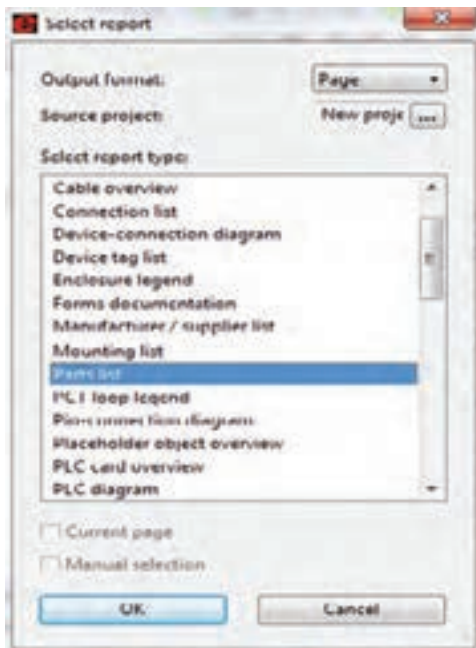 Select report
Output format: Page
Source project: New proje ...
Select report type:
Cable overview
Connection list
Device-connection diagram
Device tag list
Enclosure legend
Forms documentation
Manufacturer / supplier list
Mounting list
Parts list
PCT loop legend
Pin-connection diagram
Placeholder object overview
PLC card overview
PLC diagram
Current page
Manual selection
OK Cancel